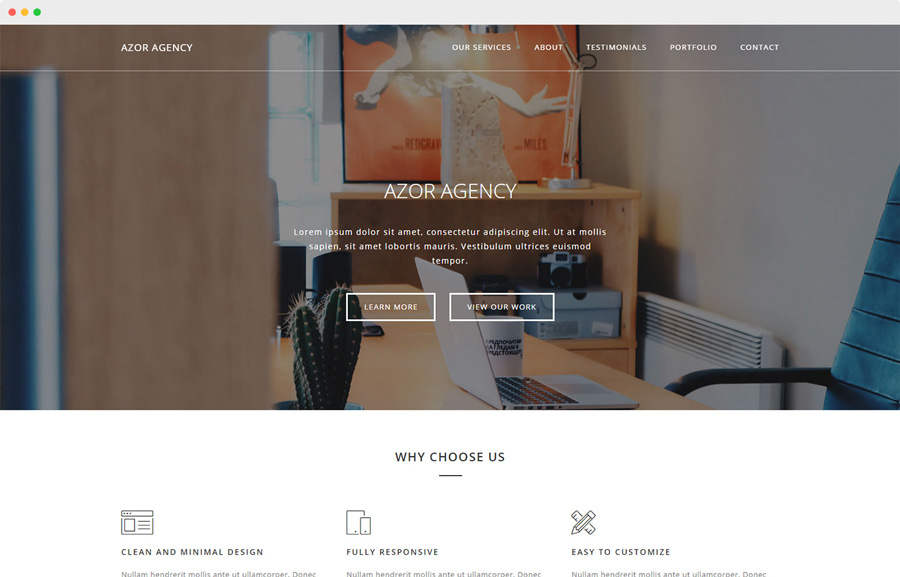 AZOR AGENCY
OUR SERVICES ABOUT TESTIMONIALS PORTFOLIO CONTACT
REDGRAVE MILES
AZOR AGENCY
Lorem ipsum dolor sit amet, consectetur adipiscing elit. Ut at mollis
sapien, sit amet lobortis mauris. Vestibulum ultrices euismod
tempor.
LEARN MORE VIEW OUR WORK
WHY CHOOSE US
CLEAN AND MINIMAL DESIGN
FULLY RESPONSIVE
EASY TO CUSTOMIZE
Nullam hendrerit mollis ante ut ullamcorper. Donec
Nullam hendrerit mollis ante ut ullamcorper. Donec
Nullam hendrerit mollis ante ut ullamcorper. Donec